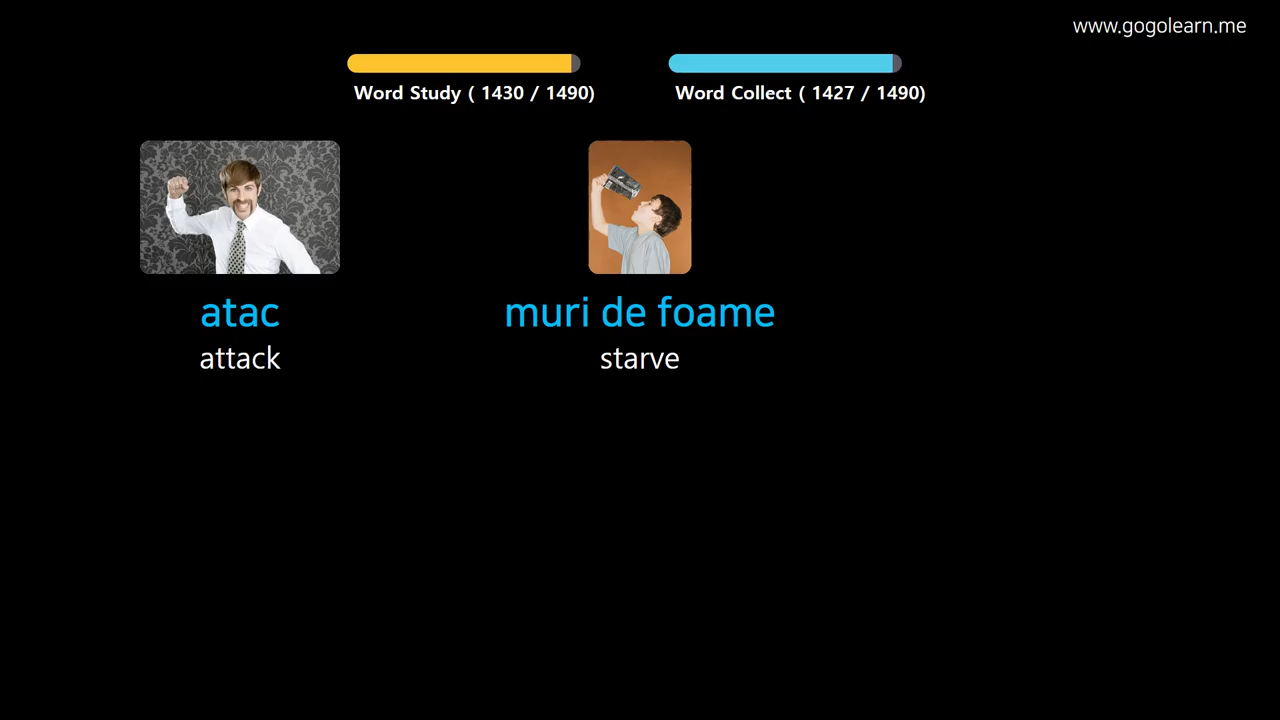 www.gogolearn.me
Word Study ( 1430 / 1490)
Word Collect ( 1427 / 1490)
atac
attack
muri de foame
starve